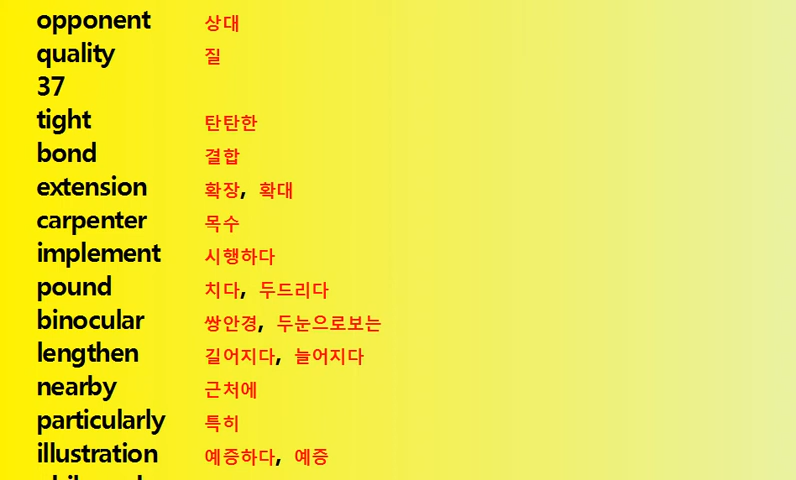 opponent 상대
quality 질
37
tight 탄탄한
bond 결합
extension 확장, 확대
carpenter 목수
implement 시행하다
pound 치다, 두드리다
binocular 쌍안경, 두눈으로보는
lengthen 길어지다, 늘어지다
nearby 근처에
particularly 특히
illustration 예증하다, 예증